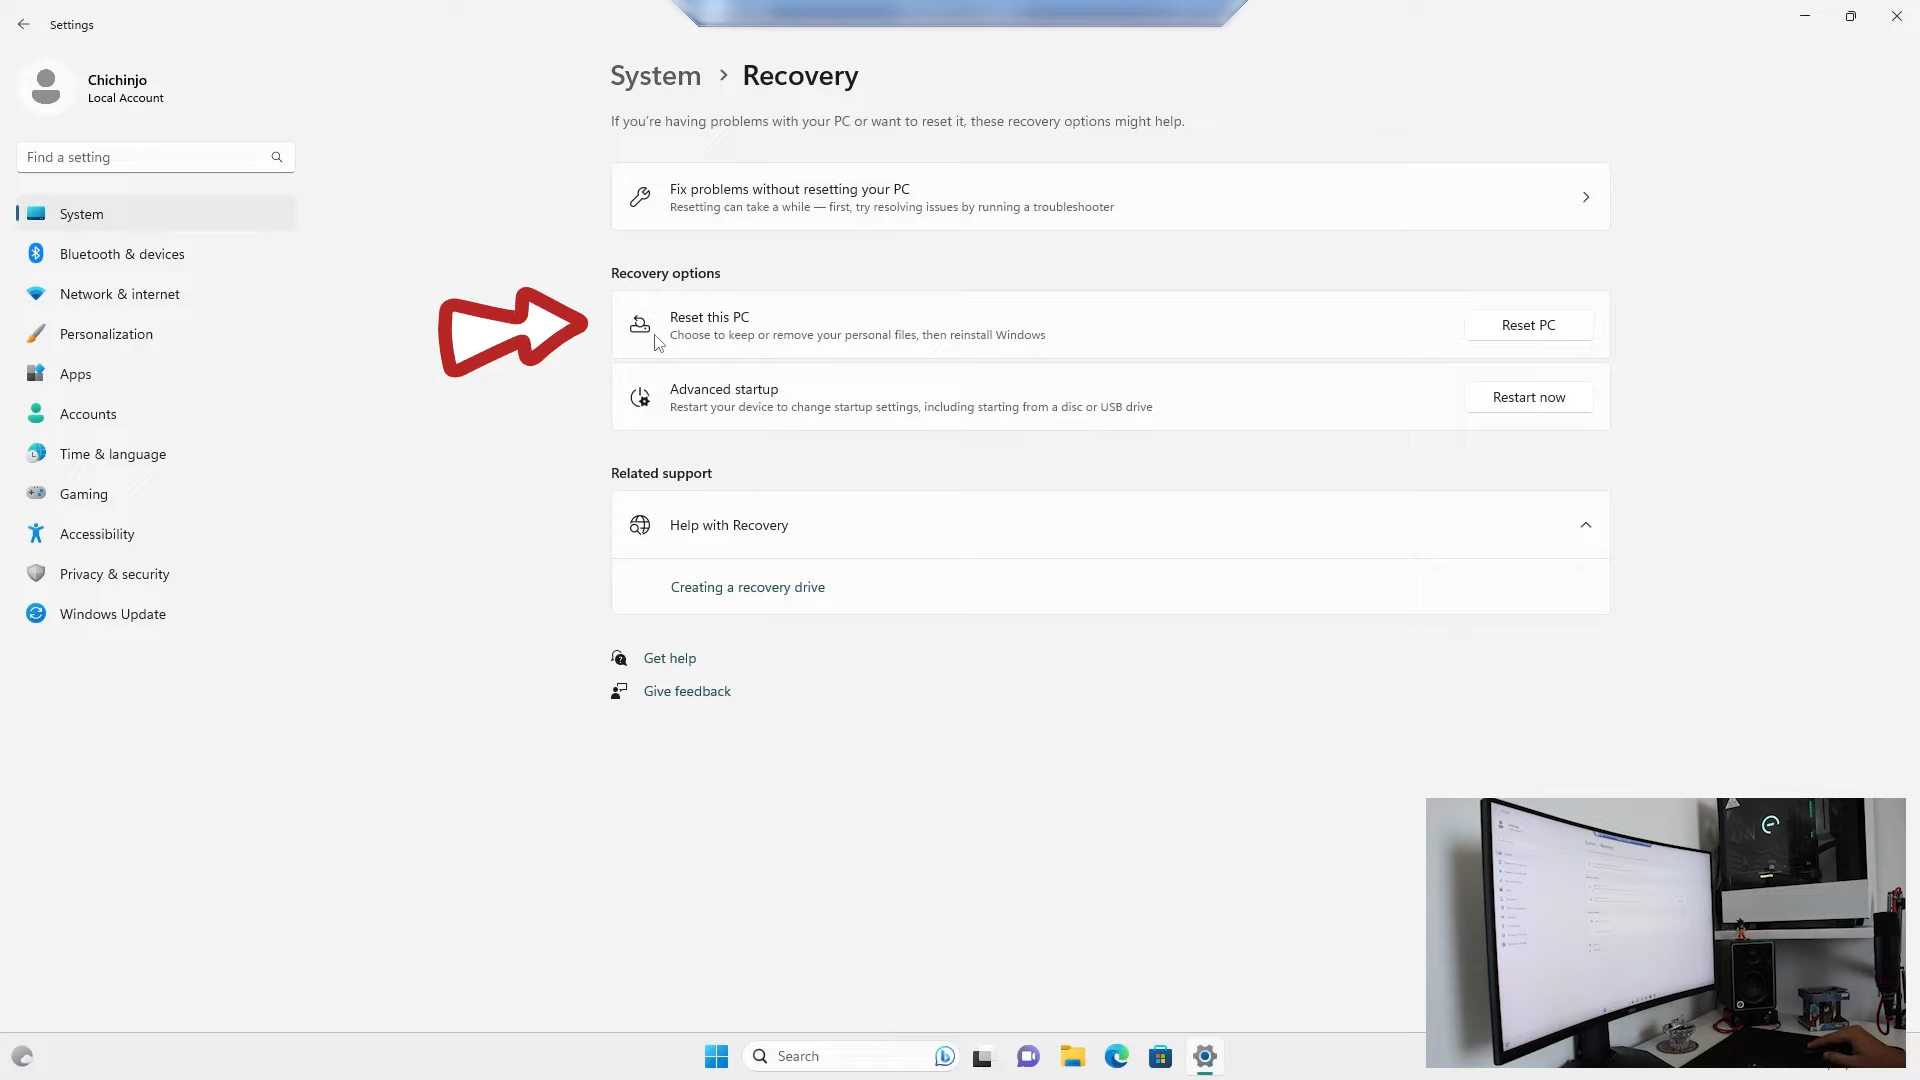 Settings
Chichinjo
Local Account
Find a setting
System
Bluetooth & devices
Network & internet
Personalization
Apps
Accounts
Time & language
Gaming
Accessibility
Privacy & security
Windows Update
System > Recovery
If you're having problems with your PC or want to reset it, these recovery options might help.
Fix problems without resetting your PC
Resetting can take a while — first, try resolving issues by running a troubleshooter
Recovery options
Reset this PC
Choose to keep or remove your personal files, then reinstall Windows
Reset PC
Advanced startup
Restart your device to change startup settings, including starting from a disc or USB drive
Restart now
Related support
Help with Recovery
Creating a recovery drive
Get help
Give feedback
Search